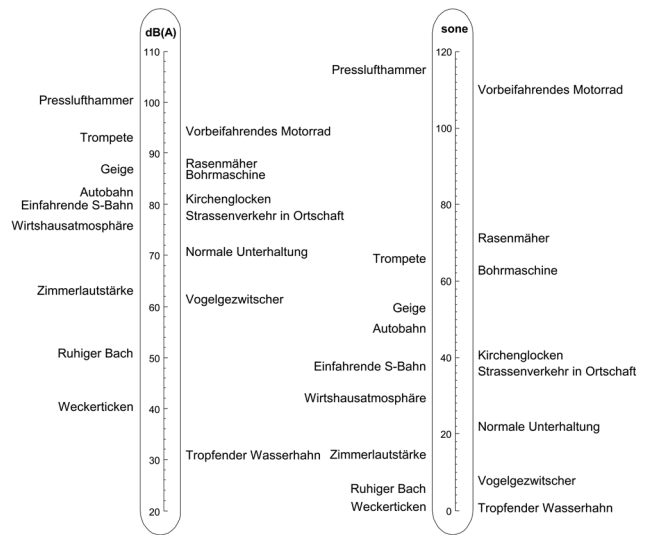 dB(A)
110
Presslufthammer
100
Trompete
Vorbeifahrendes Motorrad
90
Geige
Rasenmäher
Bohrmaschine
Autobahn
Einfahrende S-Bahn
80
Kirchenglocken
Strassenverkehr in Ortschaft
Wirtshausatmosphäre
70
Normale Unterhaltung
Zimmerlautstärke
60
Vogelgezwitscher
Ruhiger Bach
50
Weckerticken
40
30
Tropfender Wasserhahn
20
sone
120
Presslufthammer
Vorbeifahrendes Motorrad
100
80
Rasenmäher
Trompete
Bohrmaschine
60
Geige
Autobahn
Kirchenglocken
40
Einfahrende S-Bahn
Strassenverkehr in Ortschaft
Wirtshausatmosphäre
Normale Unterhaltung
20
Zimmerlautstärke
Vogelgezwitscher
Ruhiger Bach
Weckerticken
0
Tropfender Wasserhahn